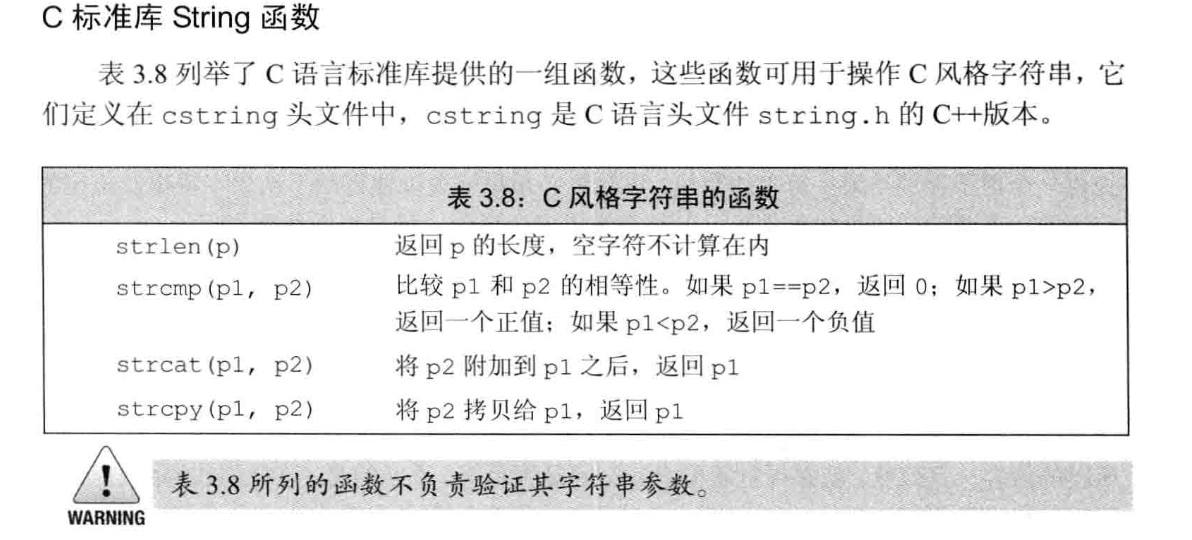 C 标准库 String 函数
表 3.8 列举了 C 语言标准库提供的一组函数，这些函数可用于操作 C 风格字符串，它
们定义在 cstring 头文件中，cstring 是 C 语言头文件 string.h 的 C++版本。
表 3.8：C 风格字符串的函数
strlen(p) 返回 p 的长度，空字符不计算在内
strcmp(p1, p2) 比较 p1 和 p2 的相等性。如果 p1==p2，返回 0；如果 p1>p2，
返回一个正值；如果 p1<p2，返回一个负值
strcat(p1, p2) 将 p2 附加到 p1 之后，返回 p1
strcpy(p1, p2) 将 p2 拷贝给 p1，返回 p1
表 3.8 所列的函数不负责验证其字符串参数。
WARNING